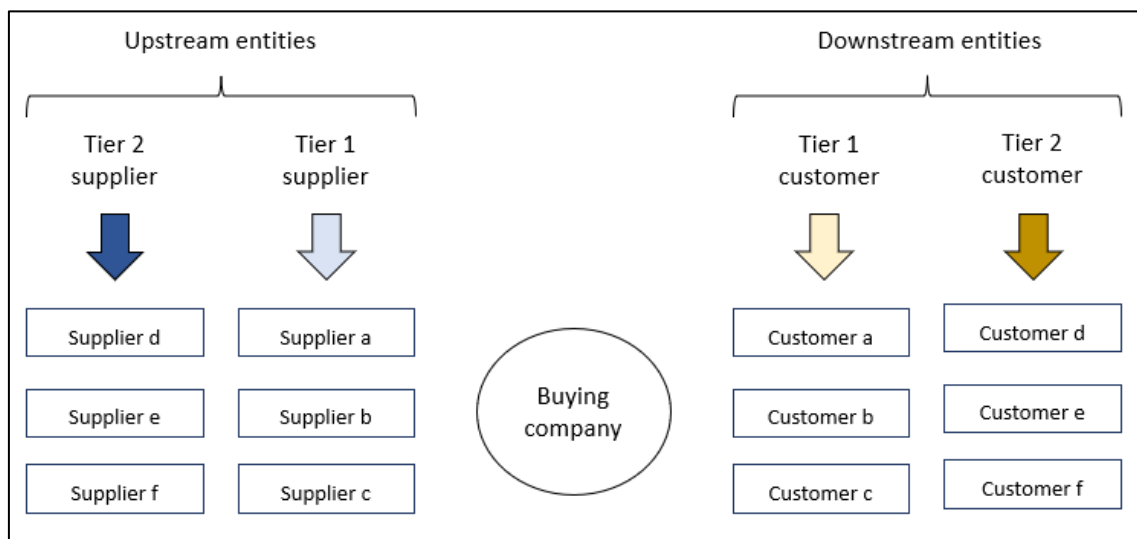 Upstream entities
Downstream entities
Tier 2
supplier
Tier 1
supplier
Tier 1
customer
Tier 2
customer
Supplier d
Supplier a
Customer a
Customer d
Supplier e
Supplier b
Buying
company
Customer b
Customer e
Supplier f
Supplier c
Customer c
Customer f